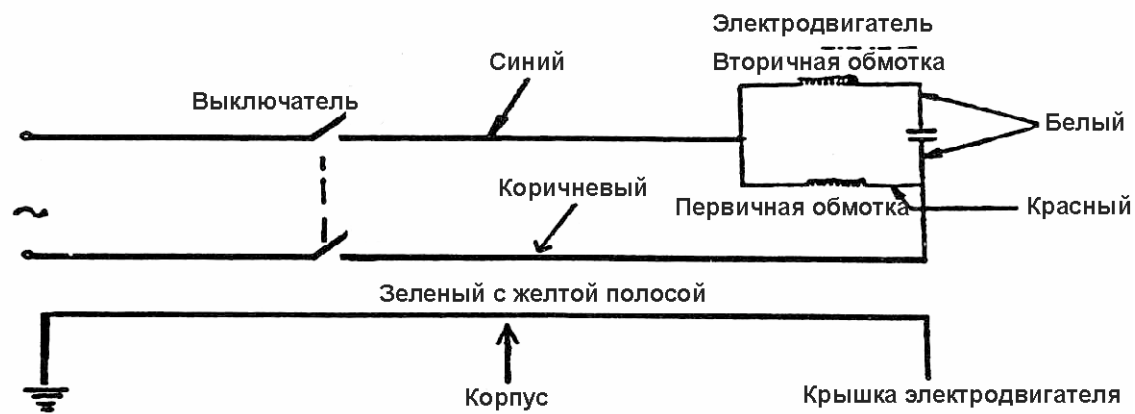 Электродвигатель
Вторичная обмотка
Синий
Выключатель
Белый
Коричневый
Первичная обмотка
Красный
Зеленый с желтой полосой
Корпус
Крышка электродвигателя